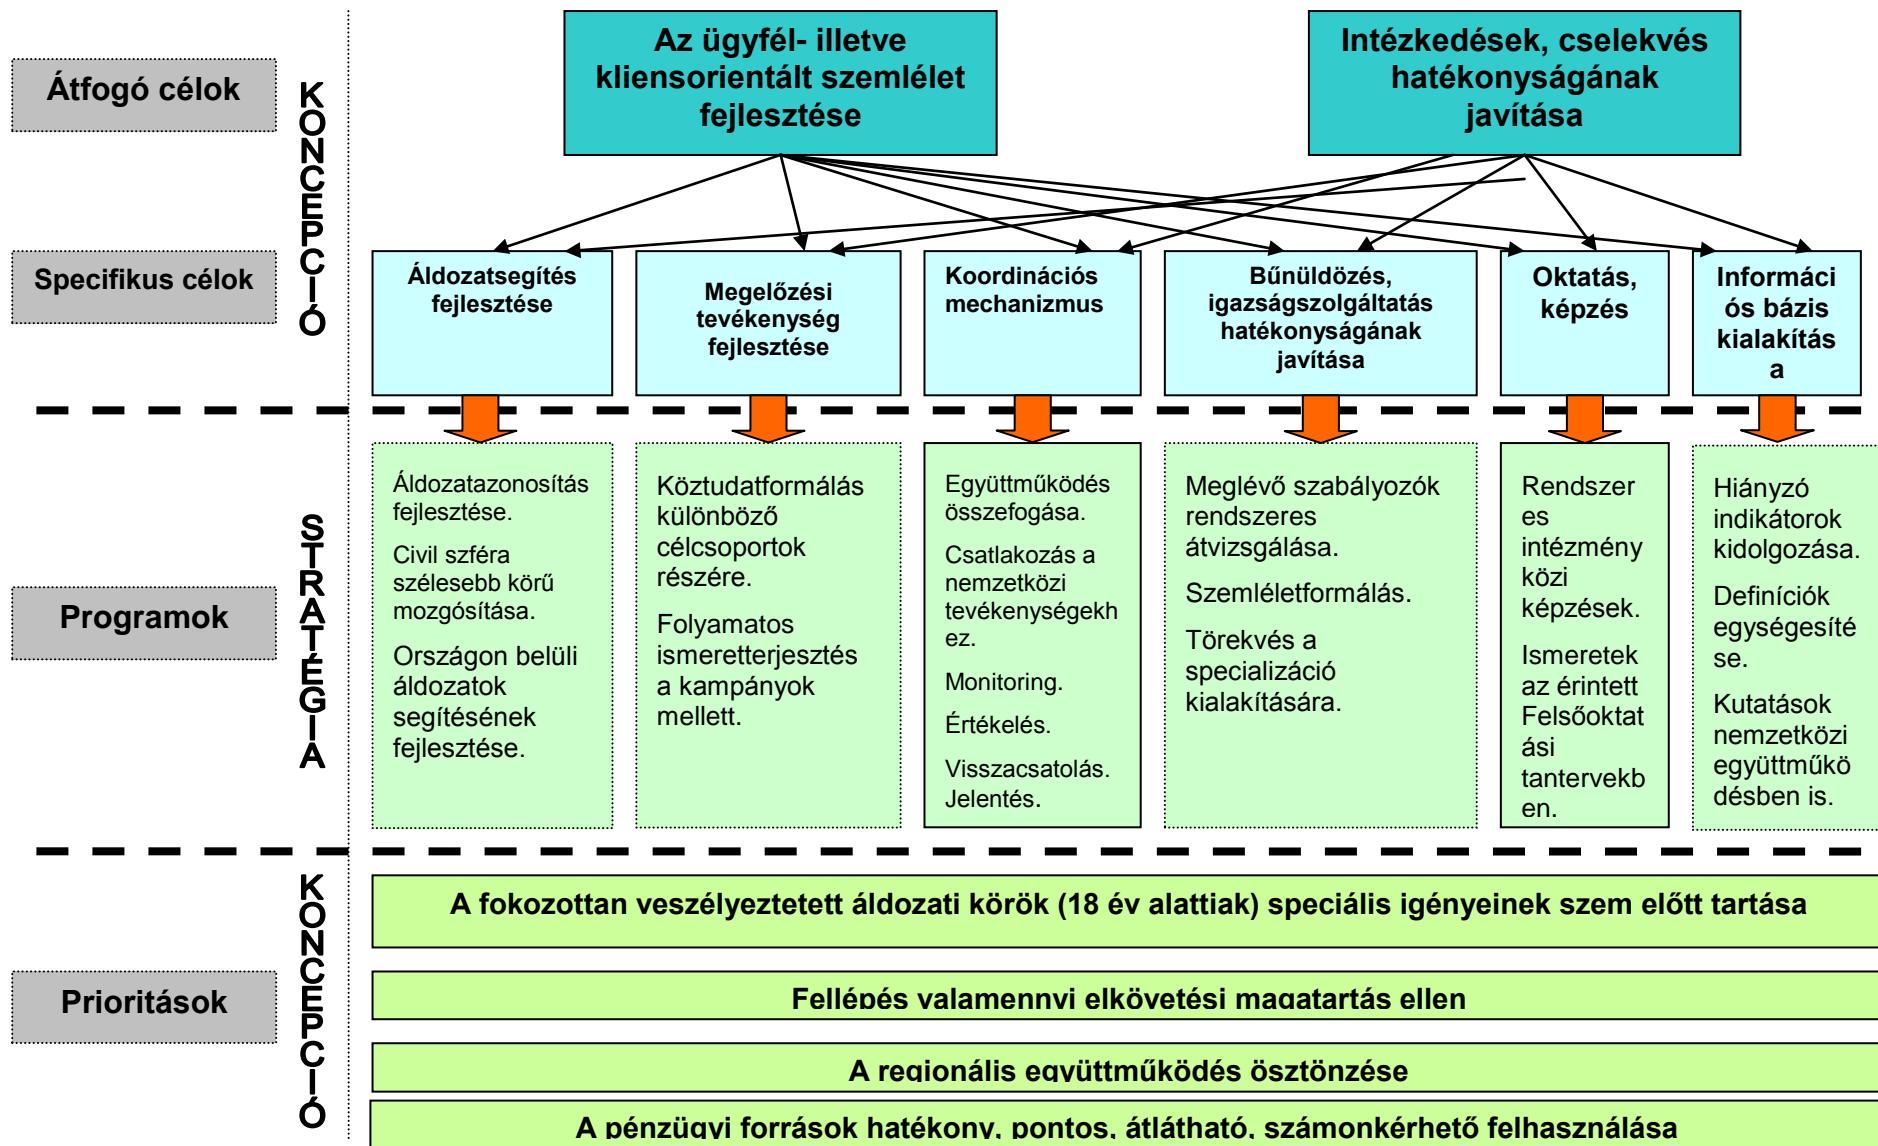 Átfogó célok
KONCEPCIÓ
Az ügyfél- illetve
kliensorientált szemlélet
fejlesztése
Intézkedések, cselekvés
hatékonyságának
javítása
Specifikus célok
Áldozatsegítés
fejlesztése
Megelőzési
tevékenység
fejlesztése
Koordinációs
mechanizmus
Bűnüldözés,
igazságszolgáltatás
hatékonyságának
javítása
Oktatás,
képzés
Informáci
ós bázis
kialakítás
a
Programok
STRATÉGIA
Áldozatazonosítás
fejlesztése.
Civil szféra
szélesebb körű
mozgósítása.
Országon belüli
áldozatok
segítésének
fejlesztése.
Köztudatformálás
különböző
célcsoportok
részére.
Folyamatos
ismeretterjesztés
a kampányok
mellett.
Együttműködés
összefogása.
Csatlakozás a
nemzetközi
tevékenységekh
ez.
Monitoring.
Értékelés.
Visszacsatolás.
Jelentés.
Meglévő szabályozók
rendszeres
átvizsgálása.
Szemléletformálás.
Törekvés a
specializáció
kialakítására.
Rendszer
es
intézmény
közi
képzések.
Ismeretek
az érintett
Felsőoktat
ási
tantervekb
en.
Hiányzó
indikátorok
kidolgozása.
Definíciók
egységesíté
se.
Kutatások
nemzetközi
együttműkö
désben is.
Prioritások
KONCEPCIÓ
A fokozottan veszélyeztetett áldozati körök (18 év alattiak) speciális igényeinek szem előtt tartása
Fellépés valamennyi elkövetési magatartás ellen
A regionális együttműködés ösztönzése
A pénzügyi források hatékony, pontos, átlátható, számonkérhető felhasználása